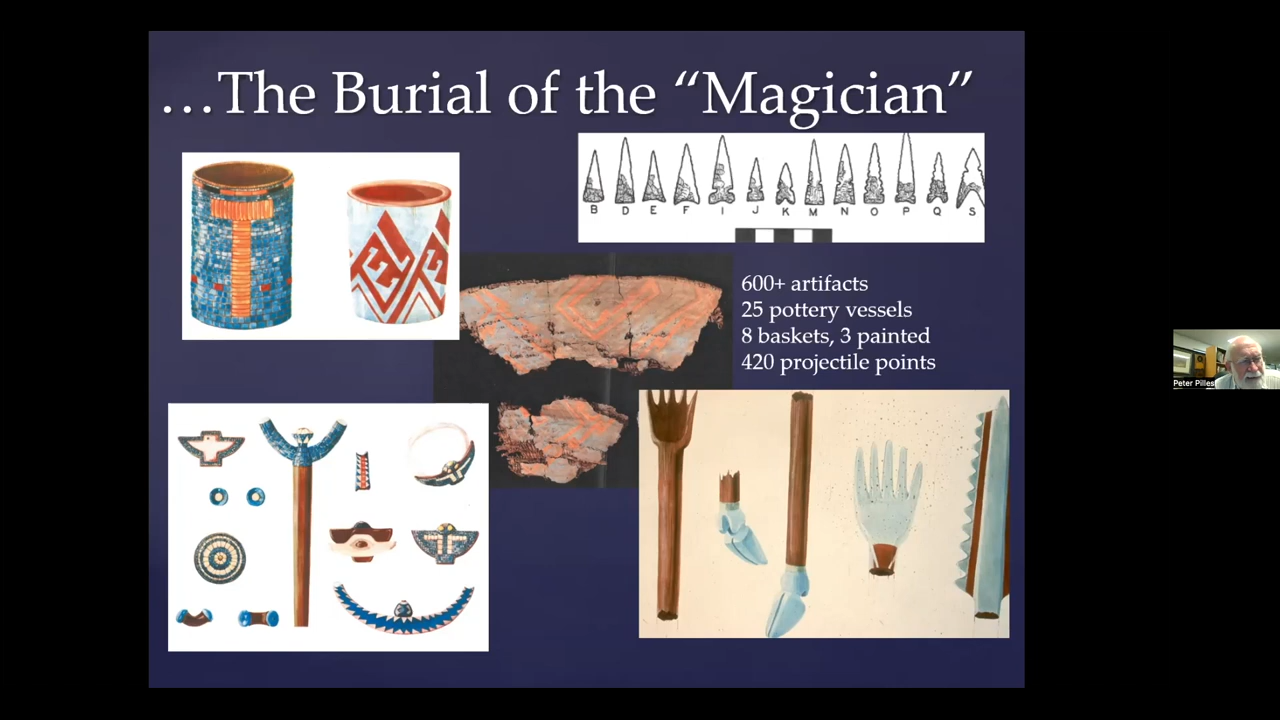 …The Burial of the “Magician”
B D E F I J K M N O P Q S
600+ artifacts
25 pottery vessels
8 baskets, 3 painted
420 projectile points
Peter Pilles